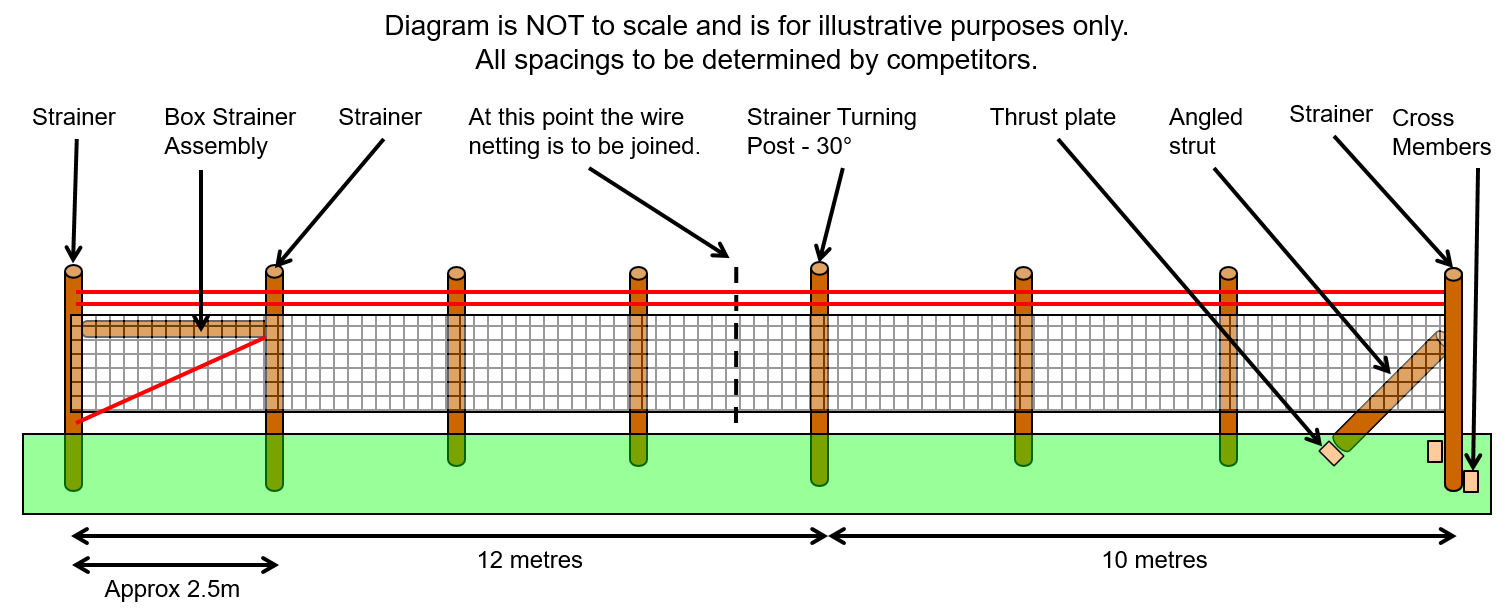 Diagram is NOT to scale and is for illustrative purposes only.
All spacings to be determined by competitors.
Strainer
Box Strainer
Assembly
Strainer
At this point the wire
netting is to be joined.
Strainer Turning
Post - 30°
Thrust plate
Angled
strut
Strainer
Cross
Members
12 metres
10 metres
Approx 2.5m